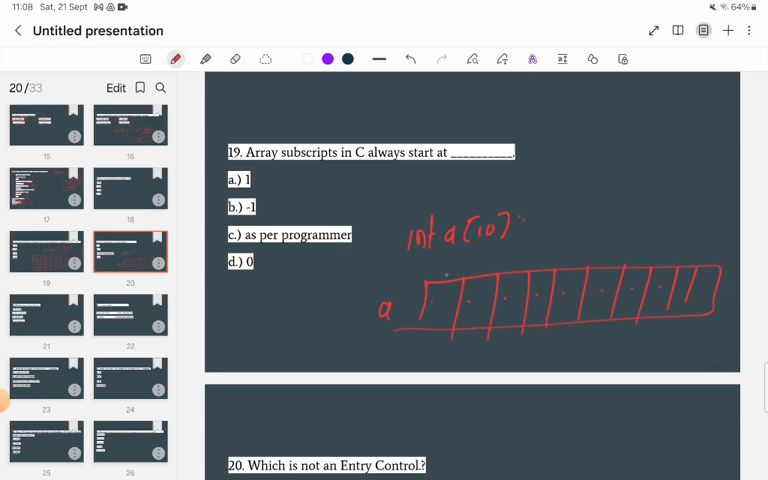 11:08 Sat, 21 Sept
64%
Untitled presentation
20/33
Edit
15
16
17
18
19
20
21
22
23
24
25
26
19. Array subscripts in C always start at __________.
a.) 1
b.) -1
c.) as per programmer
d.) 0
int a(10);
a
20. Which is not an Entry Control.?